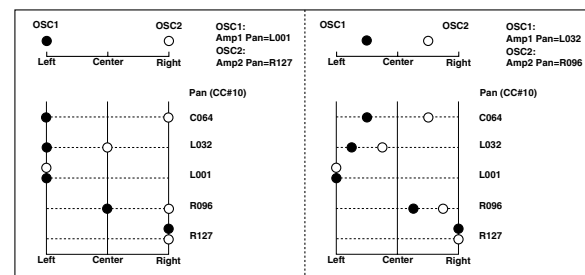 OSC1 OSC2
OSC1:
Amp1 Pan=L001
OSC2:
Amp2 Pan=R127
Left Center Right
Pan (CC#10)
C064
L032
L001
R096
R127
Left Center Right
OSC1 OSC2
OSC1:
Amp1 Pan=L032
OSC2:
Amp2 Pan=R096
Left Center Right
Pan (CC#10)
C064
L032
L001
R096
R127
Left Center Right